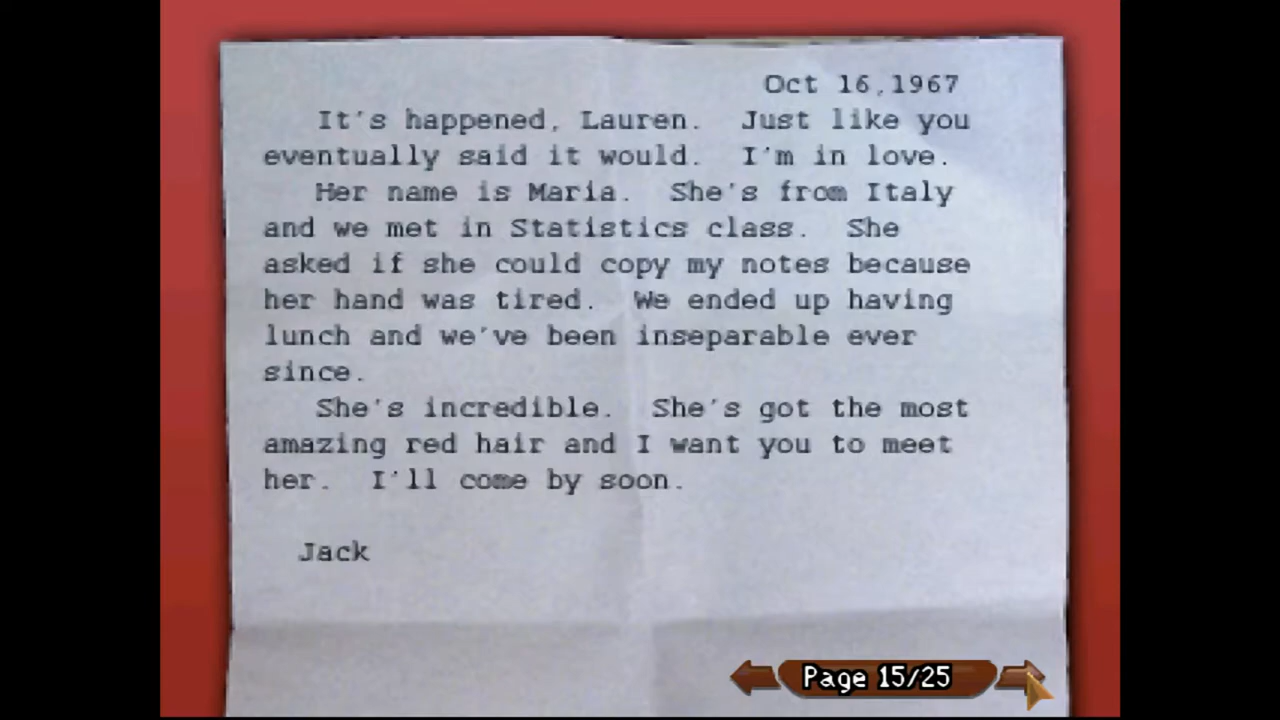 Oct 16,1967
It's happened, Lauren. Just like you
eventually said it would. I'm in love.
Her name is Maria. She's from Italy
and we met in Statistics class. She
asked if she could copy my notes because
her hand was tired. We ended up having
lunch and we've been inseparable ever
since.
She's incredible. She's got the most
amazing red hair and I want you to meet
her. I'll come by soon.
Jack
Page 15/25